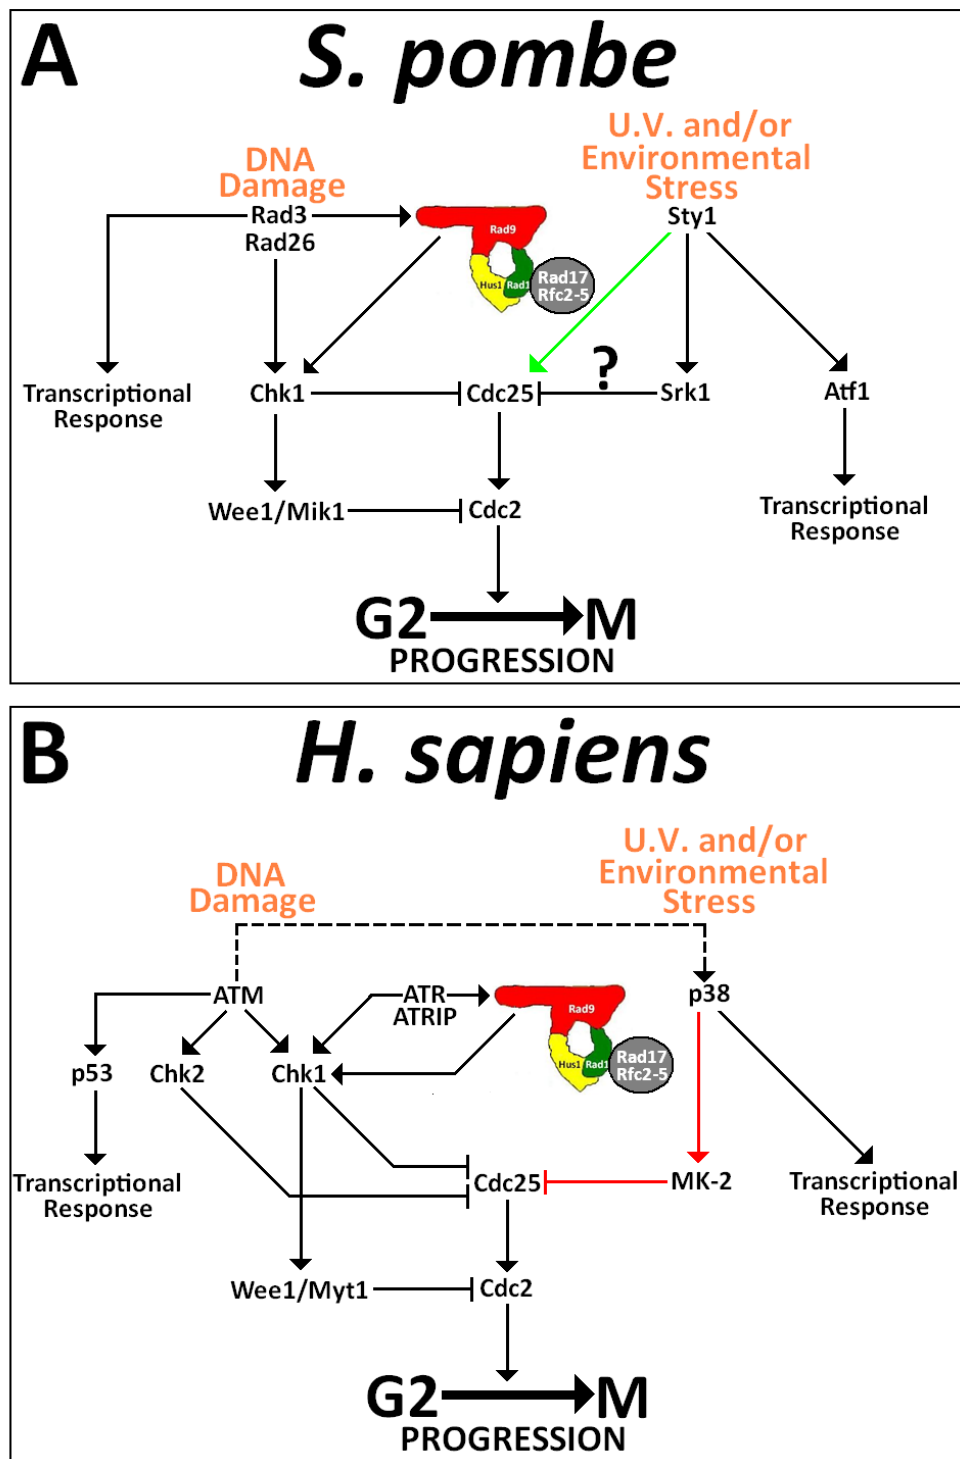 A
S. pombe
DNA
Damage
U.V. and/or
Environmental
Stress
Rad3
Rad26
Rad9
Hus1
Rad1
Rad17
Rfc2-5
Sty1
?
Transcriptional
Response
Chk1
Cdc25
Srk1
Atf1
Wee1/Mik1
Cdc2
Transcriptional
Response
G2
M
PROGRESSION
B
H. sapiens
DNA
Damage
U.V. and/or
Environmental
Stress
ATM
ATR
ATRIP
Rad9
Hus1
Rad1
Rad17
Rfc2-5
p38
p53
Chk2
Chk1
Transcriptional
Response
Cdc25
MK-2
Transcriptional
Response
Wee1/Myt1
Cdc2
G2
M
PROGRESSION